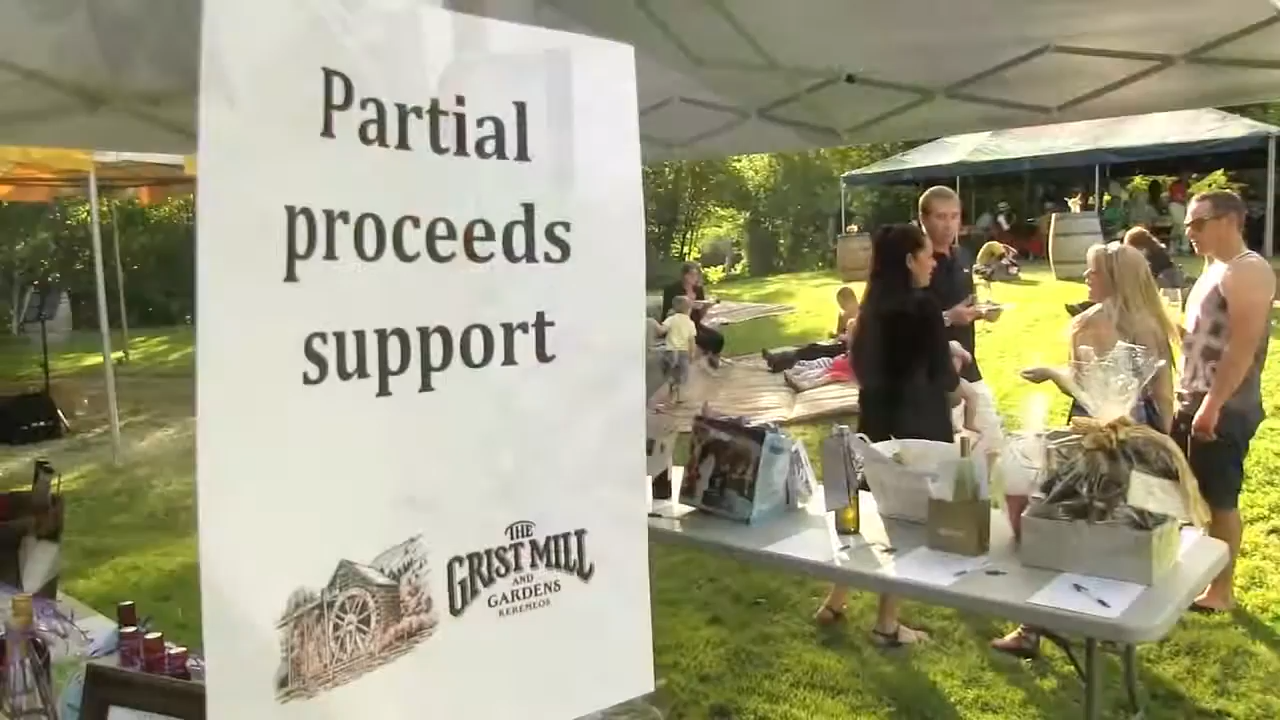 Partial
proceeds
support
THE
GRIST MILL
AND
GARDENS
KEREMEOS